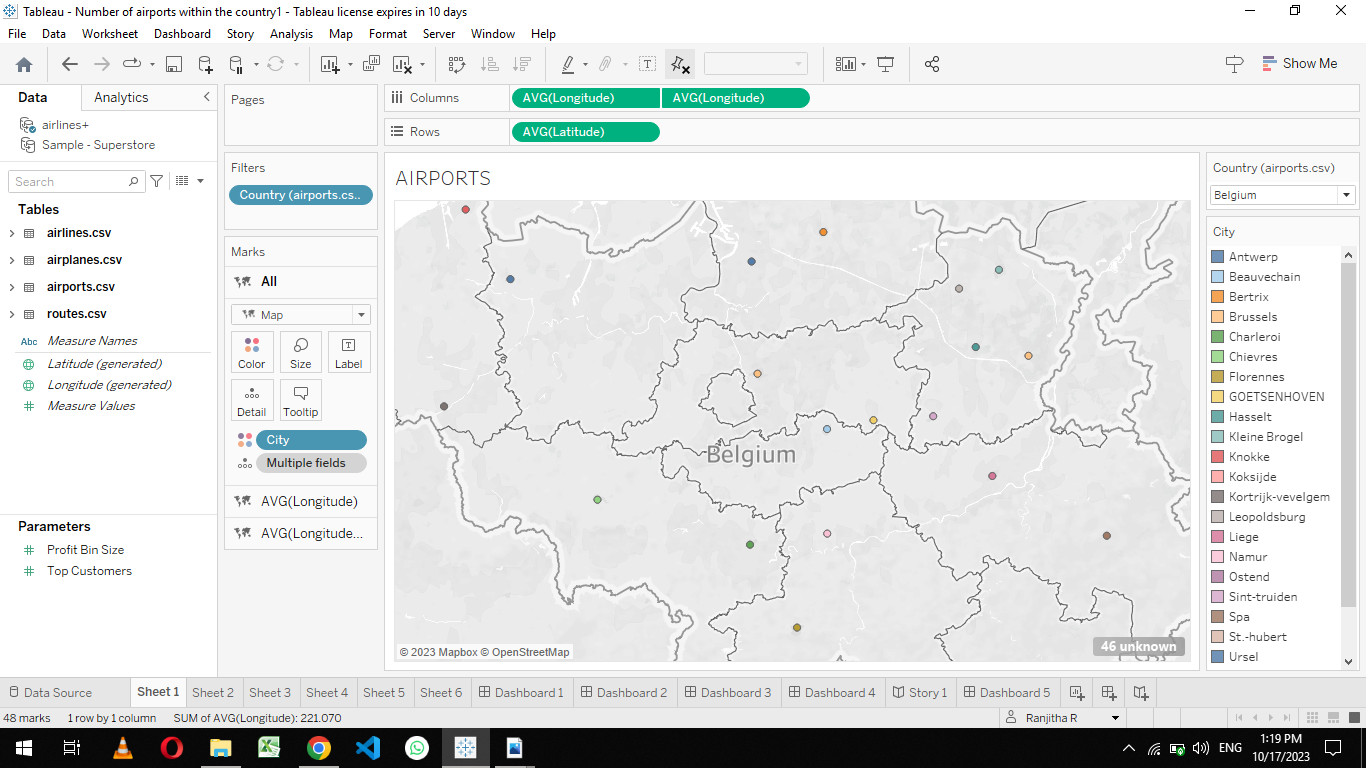 Tableau - Number of airports within the country1 - Tableau license expires in 10 days
File Data Worksheet Dashboard Story Analysis Map Format Server Window Help
Show Me
Data Analytics
airlines+
Sample - Superstore
Search
Tables
airlines.csv
airplanes.csv
airports.csv
routes.csv
Abc Measure Names
Latitude (generated)
Longitude (generated)
Measure Values
Parameters
Profit Bin Size
Top Customers
Pages
Filters
Country (airports.cs..
Marks
All
Map
Color Size Label
Detail Tooltip
City
Multiple fields
AVG(Longitude)
AVG(Longitude...
Columns AVG(Longitude) AVG(Longitude)
Rows AVG(Latitude)
AIRPORTS
Belgium
© 2023 Mapbox © OpenStreetMap
46 unknown
Country (airports.csv)
Belgium
City
Antwerp
Beauvechain
Bertrix
Brussels
Charleroi
Chievres
Florennes
GOETSENHOVEN
Hasselt
Kleine Brogel
Knokke
Koksijde
Kortrijk-vevelgem
Leopoldsburg
Liege
Namur
Ostend
Sint-truiden
Spa
St.-hubert
Ursel
Data Source Sheet 1 Sheet 2 Sheet 3 Sheet 4 Sheet 5 Sheet 6 Dashboard 1 Dashboard 2 Dashboard 3 Dashboard 4 Story 1 Dashboard 5
48 marks 1 row by 1 column SUM of AVG(Longitude): 221.070 Ranjitha R
ENG
1:19 PM
10/17/2023